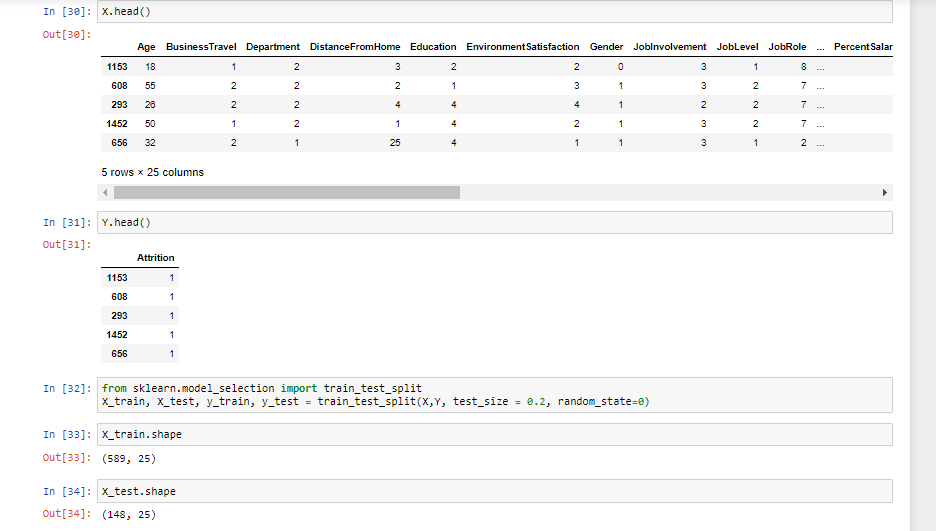 In [30]: X.head()
Out[30]:
Age BusinessTravel Department DistanceFromHome Education EnvironmentSatisfaction Gender JobInvolvement JobLevel JobRole ... PercentSalar
1153 18 1 2 3 2 2 0 3 1 8 ...
608 55 2 2 2 1 3 1 3 2 7 ...
293 26 2 2 4 4 4 1 2 2 7 ...
1452 50 1 2 1 4 2 1 3 2 7 ...
656 32 2 1 25 4 1 1 3 1 2 ...
5 rows × 25 columns
In [31]: Y.head()
Out[31]:
Attrition
1153 1
608 1
293 1
1452 1
656 1
In [32]: from sklearn.model_selection import train_test_split
X_train, X_test, y_train, y_test = train_test_split(X,Y, test_size = 0.2, random_state=0)
In [33]: X_train.shape
Out[33]: (589, 25)
In [34]: X_test.shape
Out[34]: (148, 25)